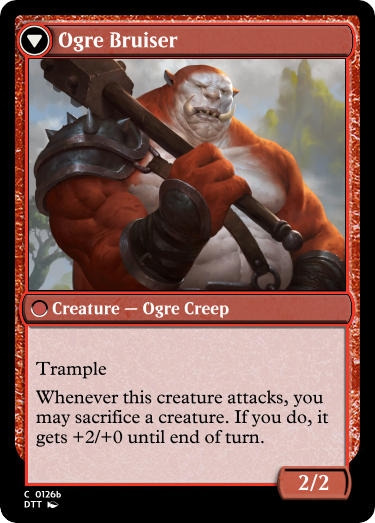 Ogre Bruiser
Creature — Ogre Creep
Trample
Whenever this creature attacks, you
may sacrifice a creature. If you do, it
gets +2/+0 until end of turn.
2/2
C 0126b
DTT